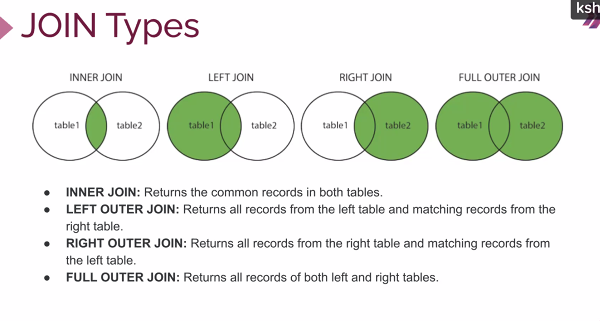 ksh
JOIN Types
INNER JOIN
LEFT JOIN
RIGHT JOIN
FULL OUTER JOIN
table1
table2
table1
table2
table1
table2
table1
table2
● INNER JOIN: Returns the common records in both tables.
● LEFT OUTER JOIN: Returns all records from the left table and matching records from the
right table.
● RIGHT OUTER JOIN: Returns all records from the right table and matching records from
the left table.
● FULL OUTER JOIN: Returns all records of both left and right tables.